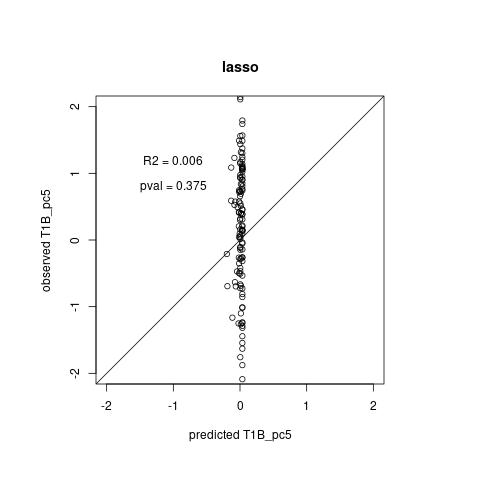 lasso
R2 = 0.006
pval = 0.375
observed T1B_pc5
2
1
0
-1
-2
-2 -1 0 1 2
predicted T1B_pc5